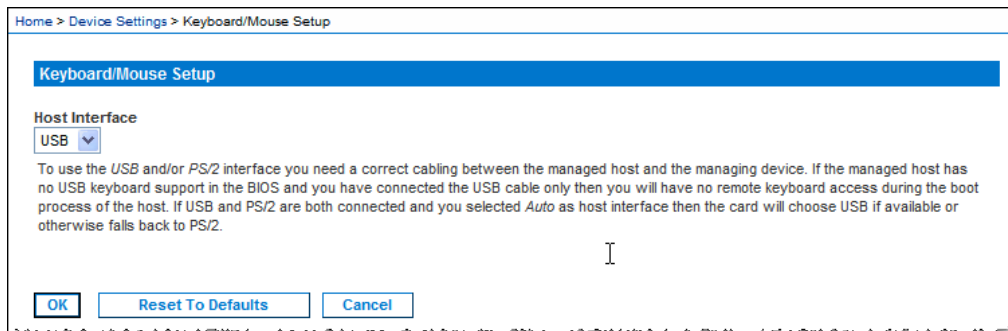 Home > Device Settings > Keyboard/Mouse Setup
Keyboard/Mouse Setup
Host Interface
USB
To use the USB and/or PS/2 interface you need a correct cabling between the managed host and the managing device. If the managed host has
no USB keyboard support in the BIOS and you have connected the USB cable only then you will have no remote keyboard access during the boot
process of the host. If USB and PS/2 are both connected and you selected Auto as host interface then the card will choose USB if available or
otherwise falls back to PS/2.
OK
Reset To Defaults
Cancel